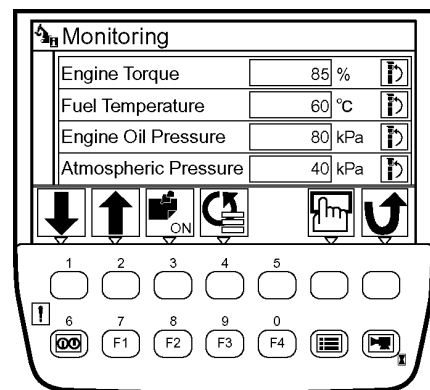 Monitoring
Engine Torque 85 %
Fuel Temperature 60 °C
Engine Oil Pressure 80 kPa
Atmospheric Pressure 40 kPa
ON
1 2 3 4 5
6 7 8 9 0
F1 F2 F3 F4